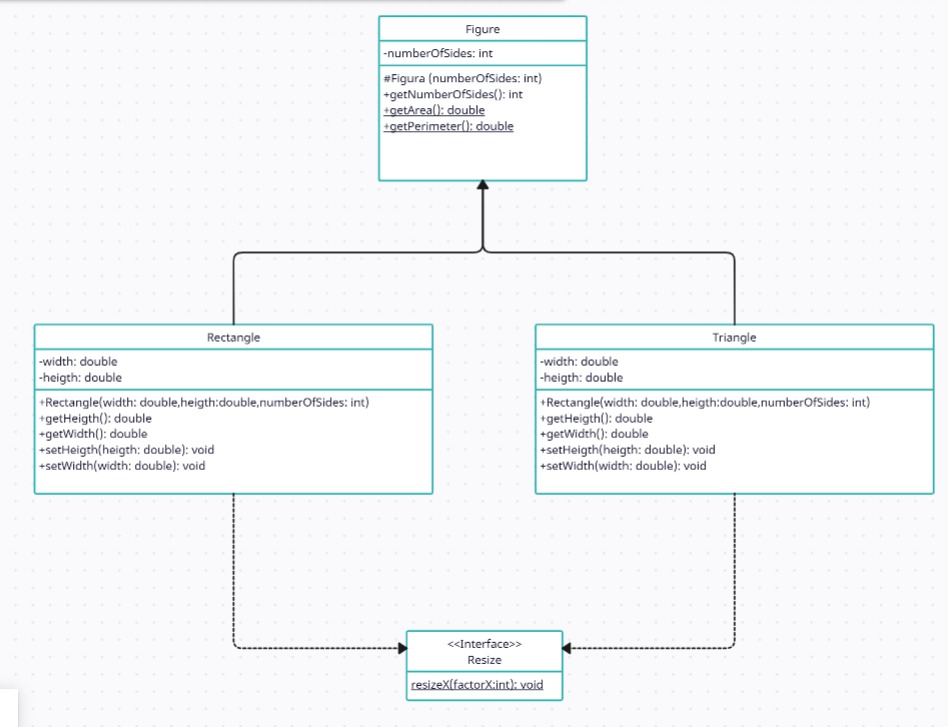 Figure
-numberOfSides: int
#Figura (numberOfSides: int)
+getNumberOfSides(): int
+getArea(): double
+getPerimeter(): double
Rectangle
-width: double
-heigth: double
+Rectangle(width: double,heigth:double,numberOfSides: int)
+getHeigth(): double
+getWidth(): double
+setHeigth(heigth: double): void
+setWidth(width: double): void
Triangle
-width: double
-heigth: double
+Rectangle(width: double,heigth:double,numberOfSides: int)
+getHeigth(): double
+getWidth(): double
+setHeigth(heigth: double): void
+setWidth(width: double): void
<<Interface>>
Resize
resizeX(factorX:int): void